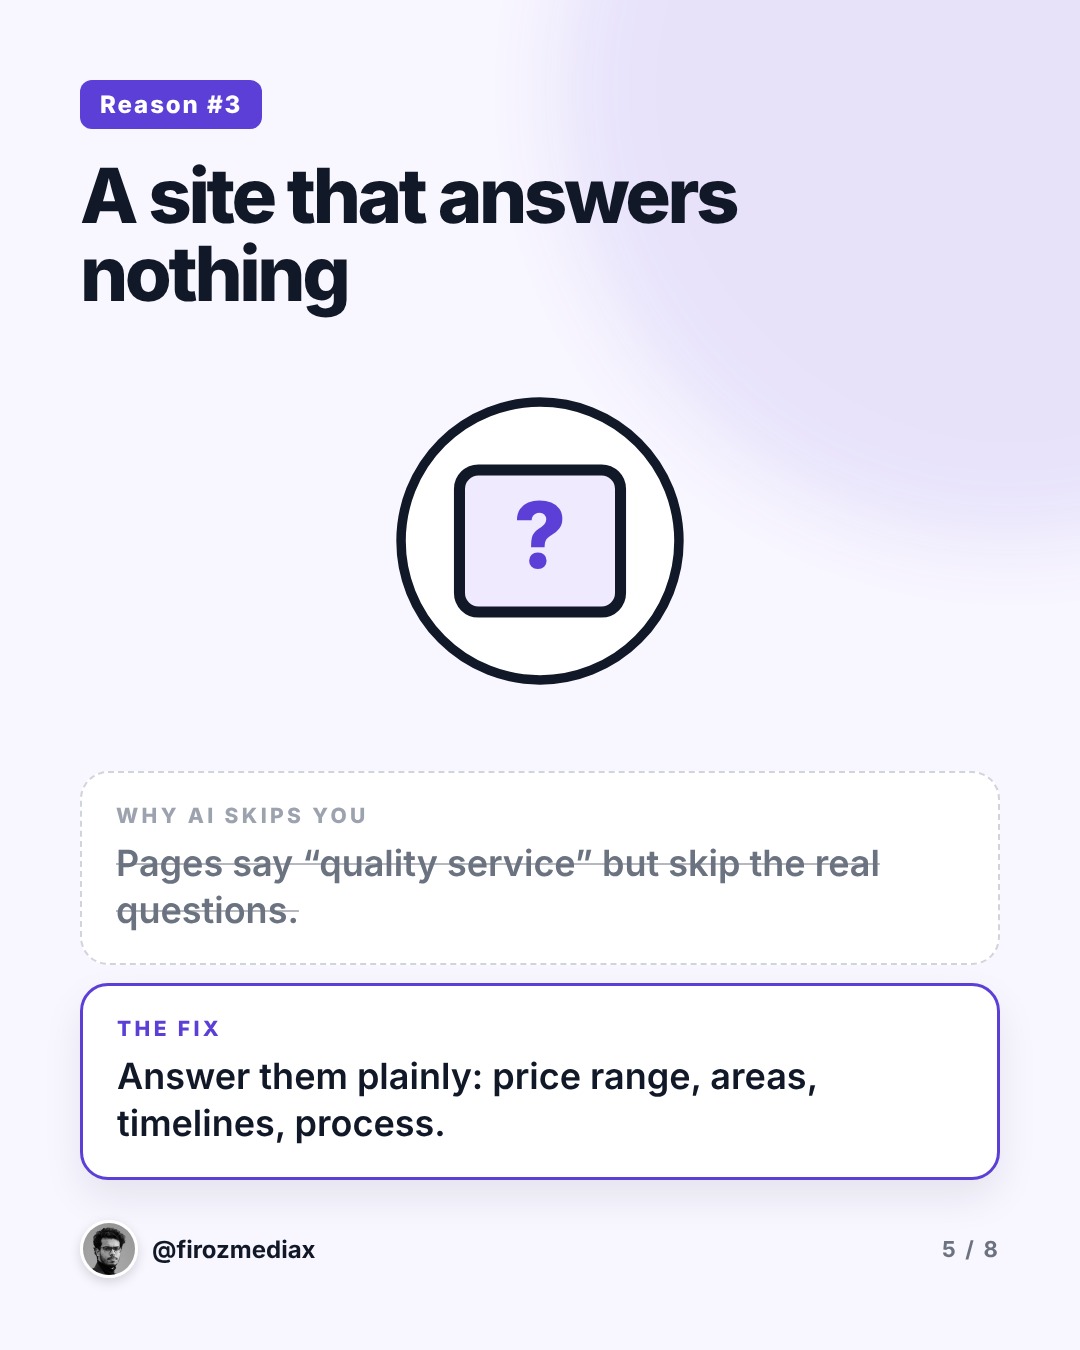 Reason #3
A site that answers
nothing
?
WHY AI SKIPS YOU
Pages say “quality service” but skip the real
questions.
THE FIX
Answer them plainly: price range, areas,
timelines, process.
@firozmediax
5 / 8